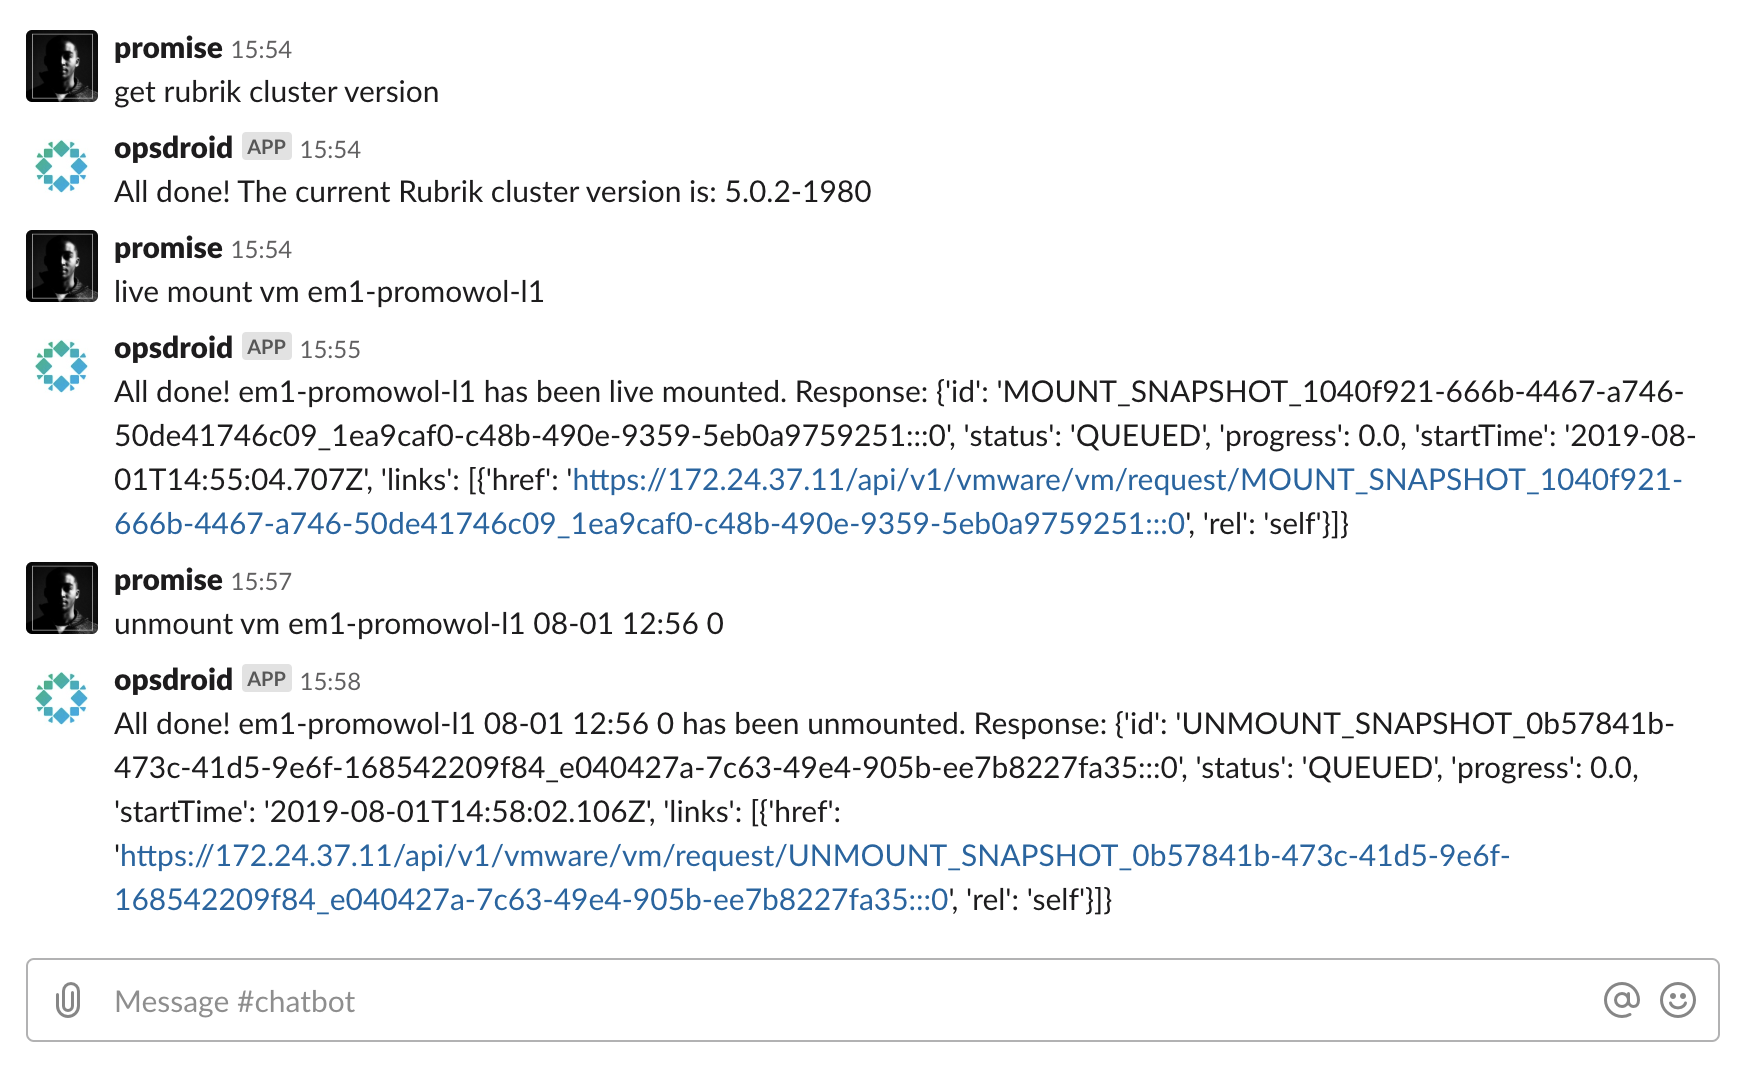 promise 15:54
get rubrik cluster version
opsdroid APP 15:54
All done! The current Rubrik cluster version is: 5.0.2-1980
promise 15:54
live mount vm em1-promowol-l1
opsdroid APP 15:55
All done! em1-promowol-l1 has been live mounted. Response: {'id': 'MOUNT_SNAPSHOT_1040f921-666b-4467-a746-
50de41746c09_1ea9caf0-c48b-490e-9359-5eb0a9759251:::0', 'status': 'QUEUED', 'progress': 0.0, 'startTime': '2019-08-
01T14:55:04.707Z', 'links': [{'href': 'https://172.24.37.11/api/v1/vmware/vm/request/MOUNT_SNAPSHOT_1040f921-
666b-4467-a746-50de41746c09_1ea9caf0-c48b-490e-9359-5eb0a9759251:::0', 'rel': 'self'}]}
promise 15:57
unmount vm em1-promowol-l1 08-01 12:56 0
opsdroid APP 15:58
All done! em1-promowol-l1 08-01 12:56 0 has been unmounted. Response: {'id': 'UNMOUNT_SNAPSHOT_0b57841b-
473c-41d5-9e6f-168542209f84_e040427a-7c63-49e4-905b-ee7b8227fa35:::0', 'status': 'QUEUED', 'progress': 0.0,
'startTime': '2019-08-01T14:58:02.106Z', 'links': [{'href':
'https://172.24.37.11/api/v1/vmware/vm/request/UNMOUNT_SNAPSHOT_0b57841b-473c-41d5-9e6f-
168542209f84_e040427a-7c63-49e4-905b-ee7b8227fa35:::0', 'rel': 'self'}]}
Message #chatbot